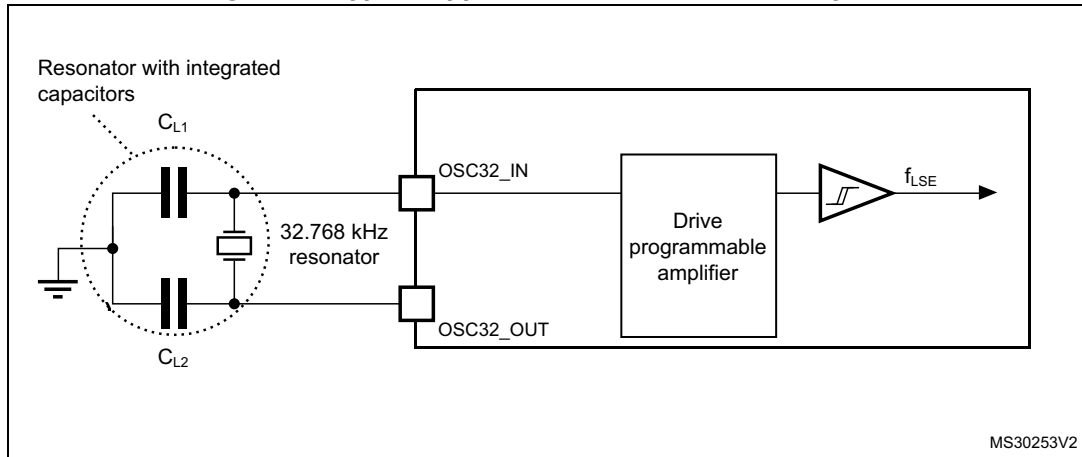 Resonator with integrated
capacitors
CL1
OSC32_IN
fLSE
32.768 kHz
resonator
Drive
programmable
amplifier
OSC32_OUT
CL2
MS30253V2